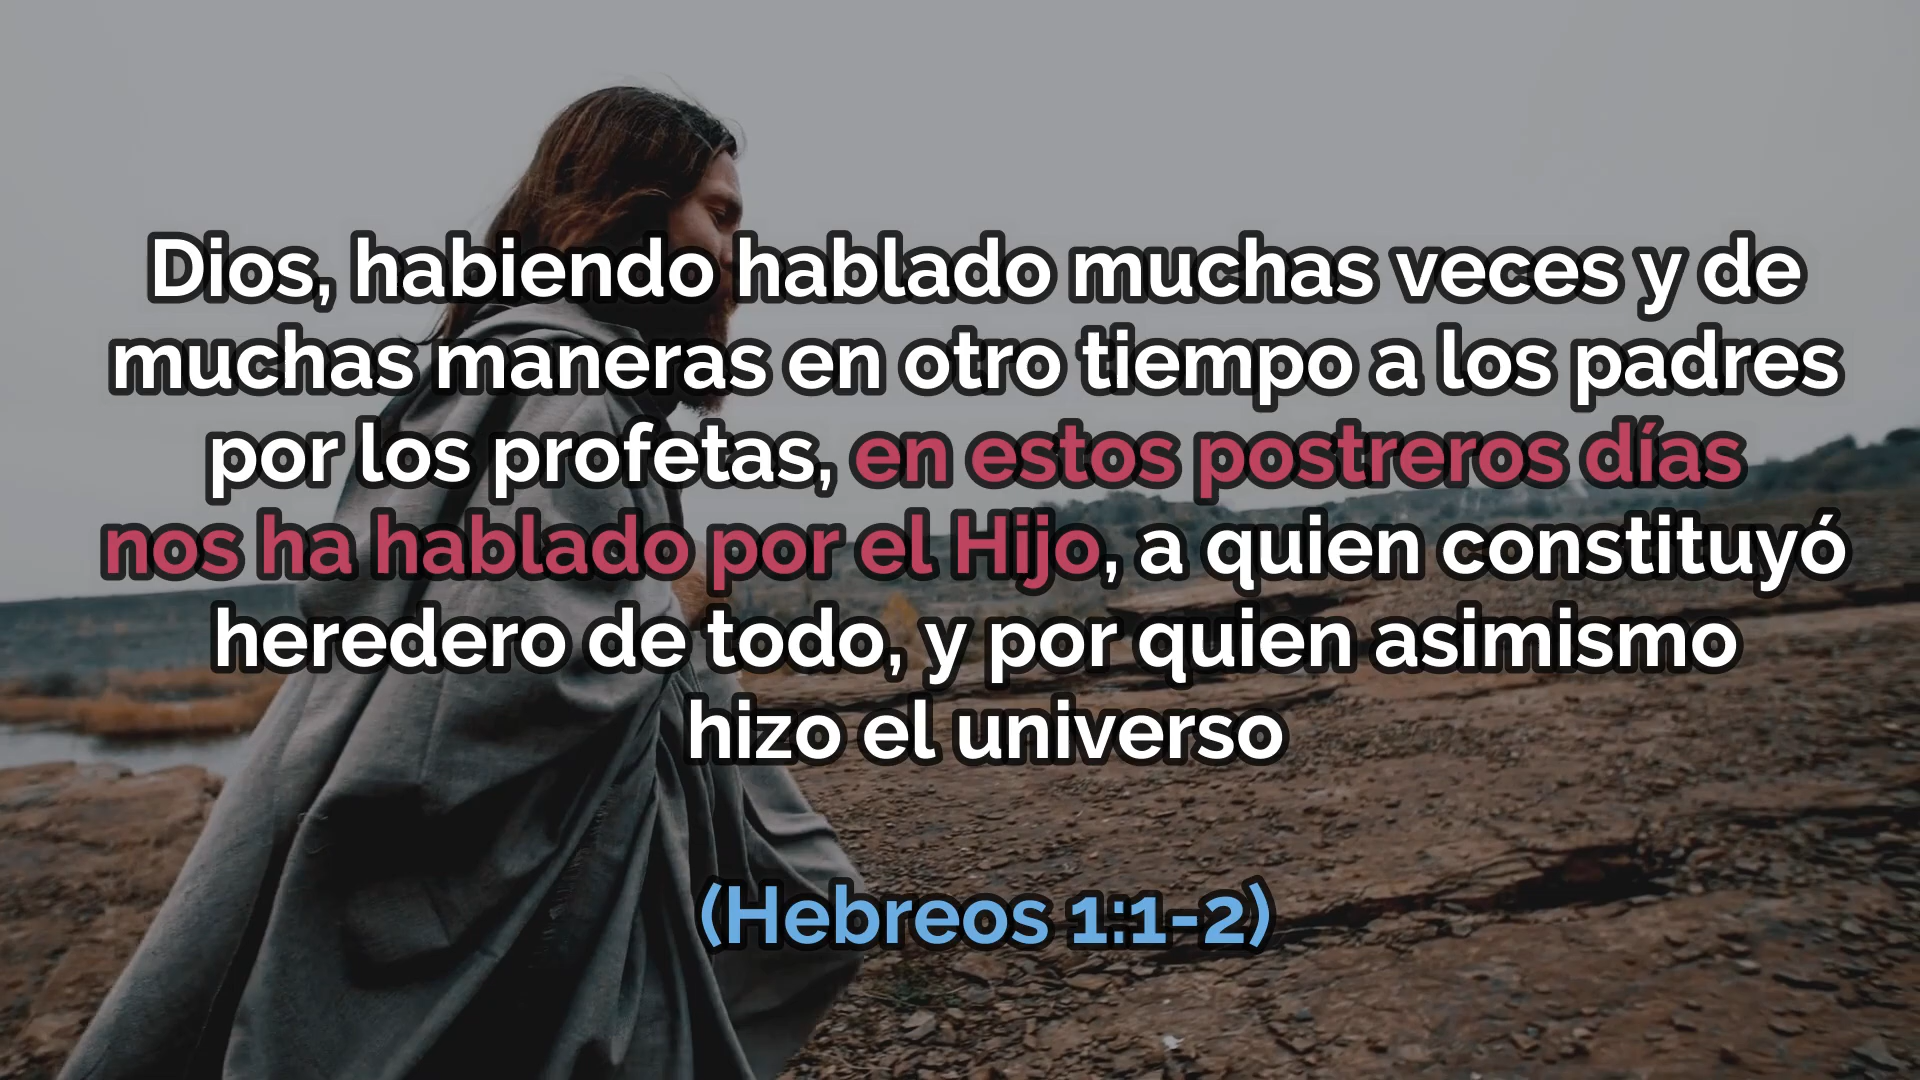 Dios, habiendo hablado muchas veces y de
muchas maneras en otro tiempo a los padres
por los profetas, en estos postreros días
nos ha hablado por el Hijo, a quien constituyó
heredero de todo, y por quien asimismo
hizo el universo
(Hebreos 1:1-2)